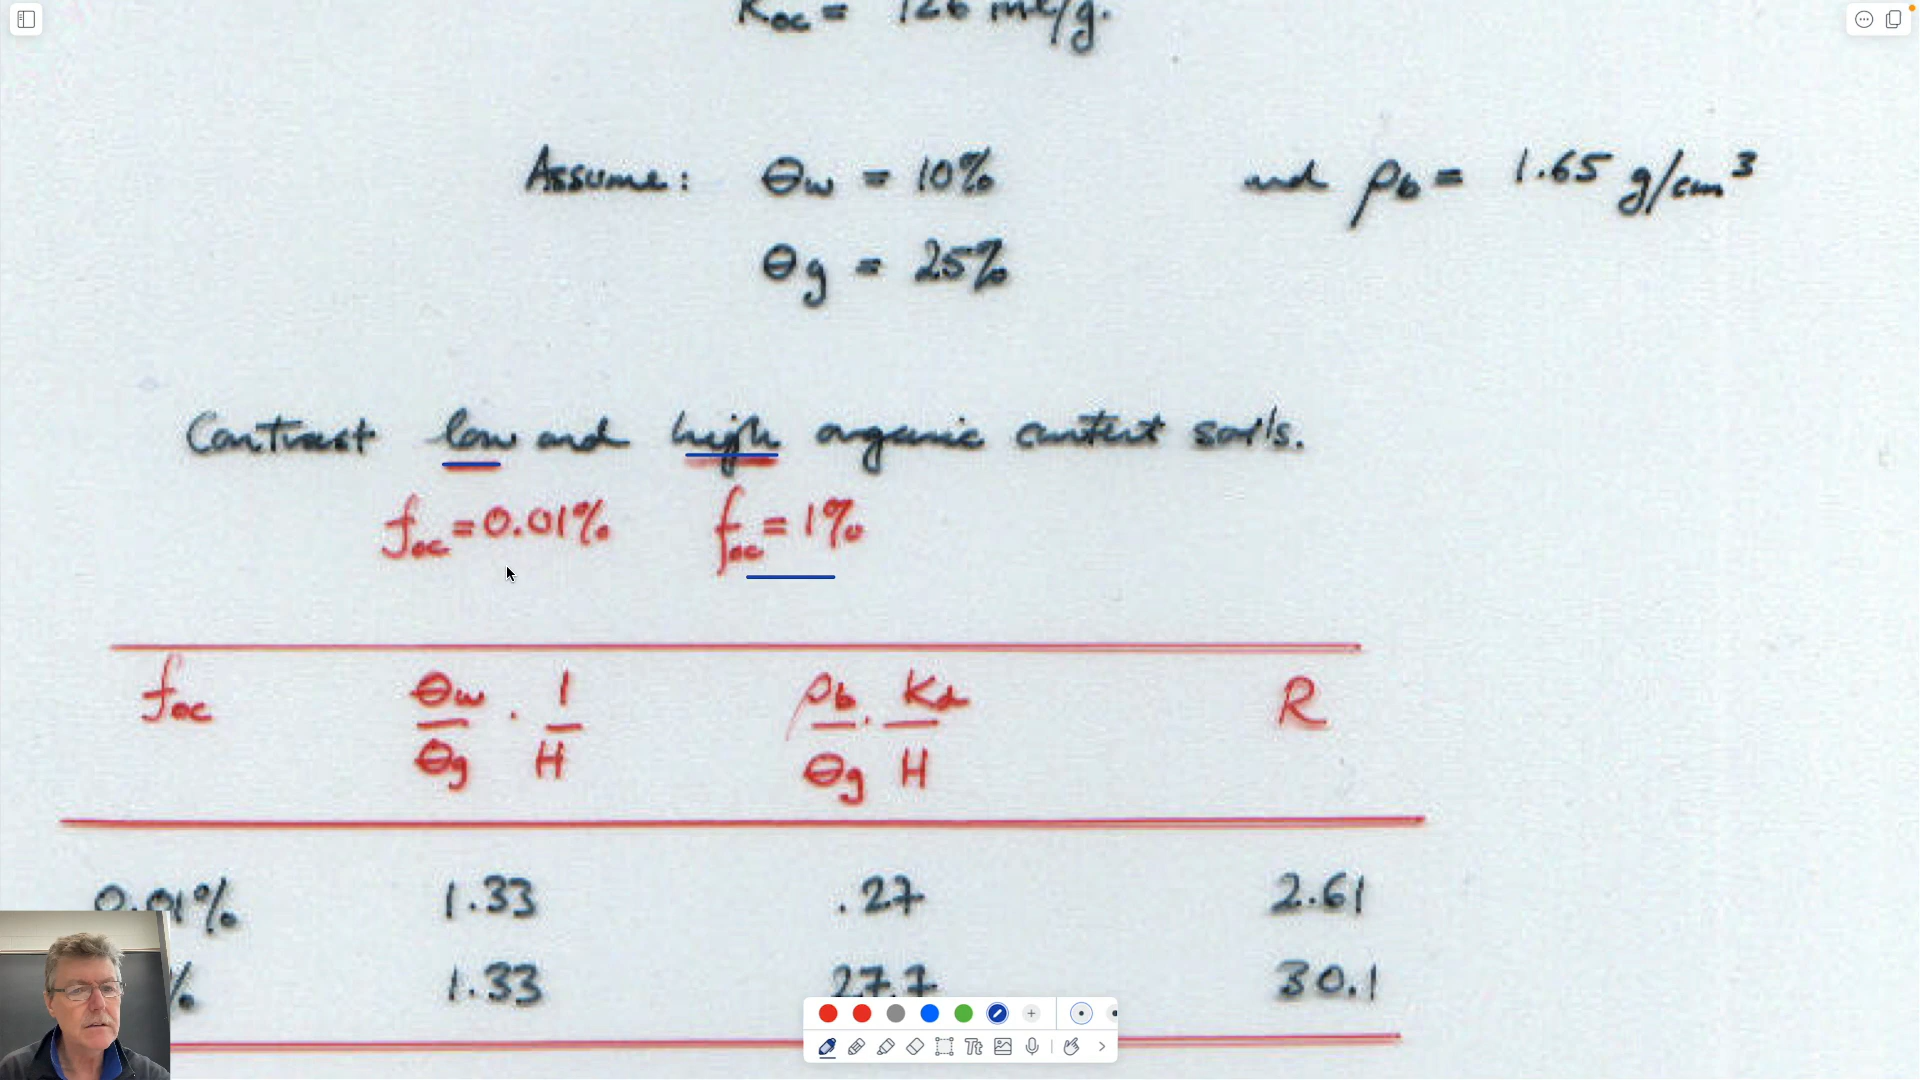 Koc = 126 ml/g.
Assume: θw = 10% and ρb = 1.65 g/cm³
θg = 25%
Contrast low and high organic content soils.
foc = 0.01% foc = 1%
foc θw/θg · 1/H ρb/θg · Kd/H R
0.01% 1.33 .27 2.61
% 1.33 27.7 30.1
Tt